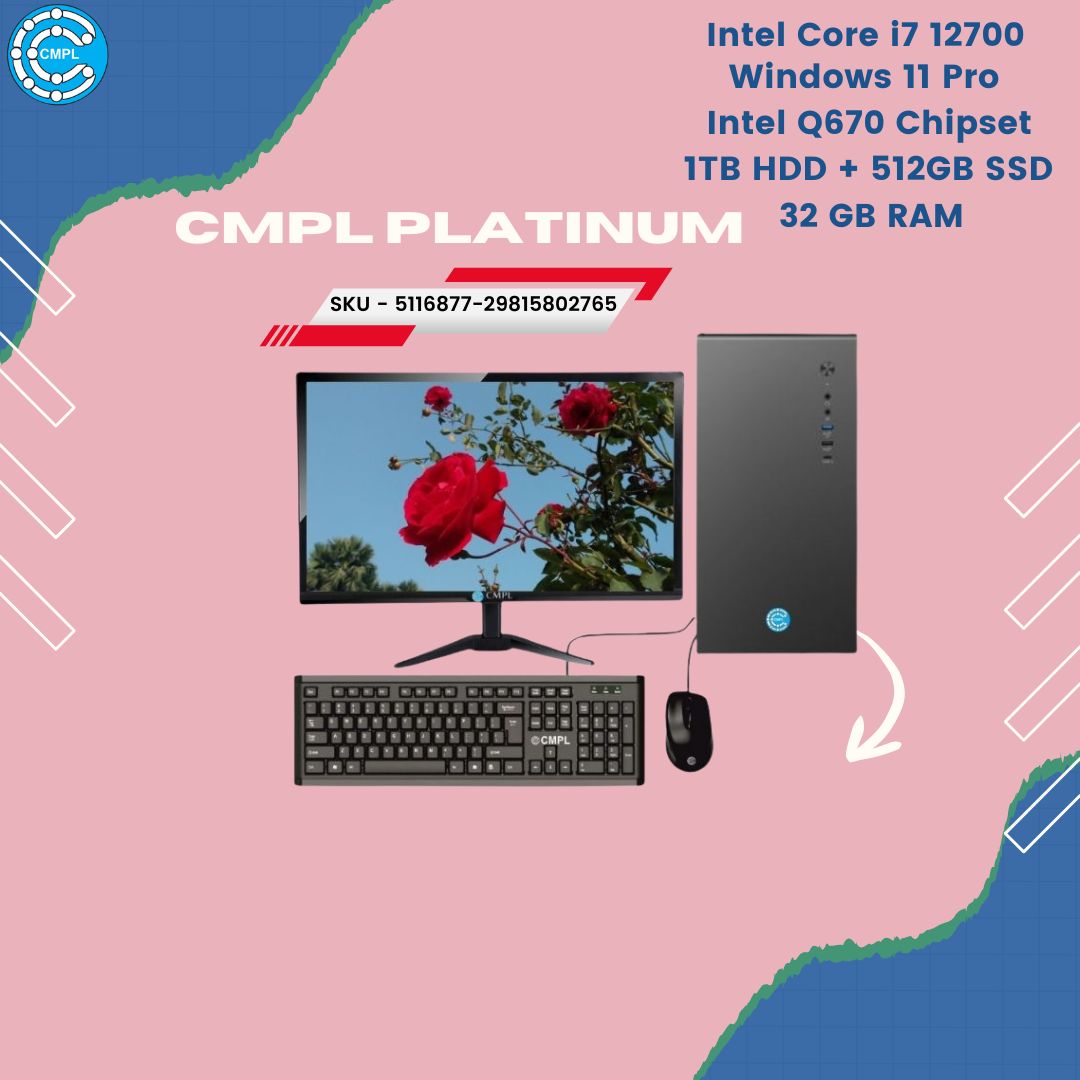 CMPL
Intel Core i7 12700
Windows 11 Pro
Intel Q670 Chipset
1TB HDD + 512GB SSD
32 GB RAM
CMPL PLATINUM
SKU - 5116877-29815802765
CMPL
CMPL
CMPL